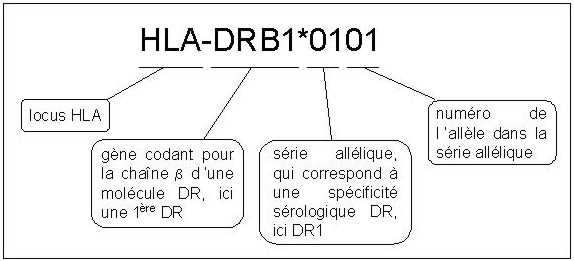 HLA-DRB1*0101
locus HLA
gène codant pour
la chaîne β d'une
molécule DR, ici
une 1ère DR
série allélique,
qui correspond à
une spécificité
sérologique DR,
ici DR1
numéro de
l'allèle dans la
série allélique